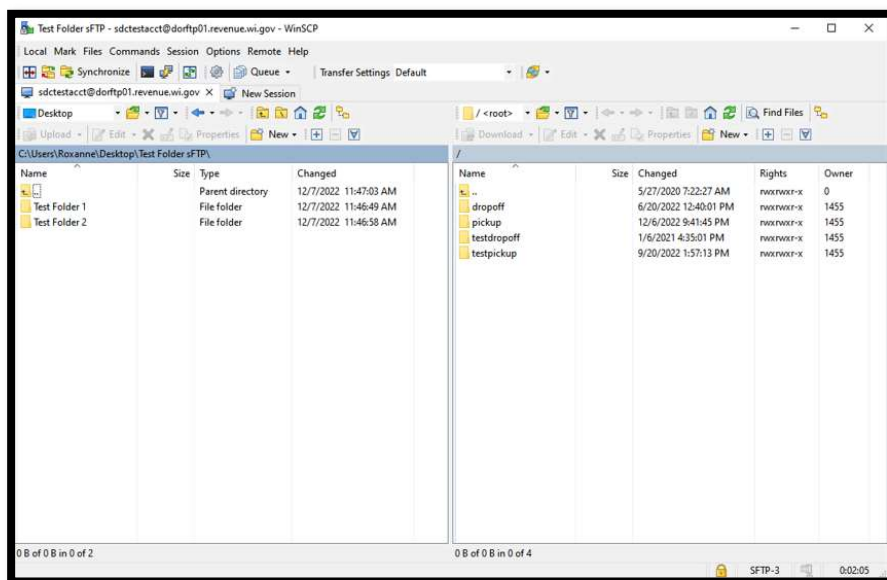 Test Folder sFTP - sdctestacct@dorftp01.revenue.wi.gov - WinSCP
Local Mark Files Commands Session Options Remote Help
Synchronize Queue Transfer Settings Default
sdctestacct@dorftp01.revenue.wi.gov X New Session
Desktop / <root> Find Files
Upload Edit Properties New Download Edit Properties New
C:\Users\Roxanne\Desktop\Test Folder sFTP\ /
Name Size Type Changed Name Size Changed Rights Owner
.. Parent directory 12/7/2022 11:47:03 AM .. 5/27/2020 7:22:27 AM rwxrwxr-x 0
Test Folder 1 File folder 12/7/2022 11:46:49 AM dropoff 6/20/2022 12:40:01 PM rwxrwxr-x 1455
Test Folder 2 File folder 12/7/2022 11:46:58 AM pickup 12/6/2022 9:41:45 PM rwxrwxr-x 1455
testdropoff 1/6/2021 4:35:01 PM rwxrwxr-x 1455
testpickup 9/20/2022 1:57:13 PM rwxrwxr-x 1455
0 B of 0 B in 0 of 2 0 B of 0 B in 0 of 4
SFTP-3 0:02:05